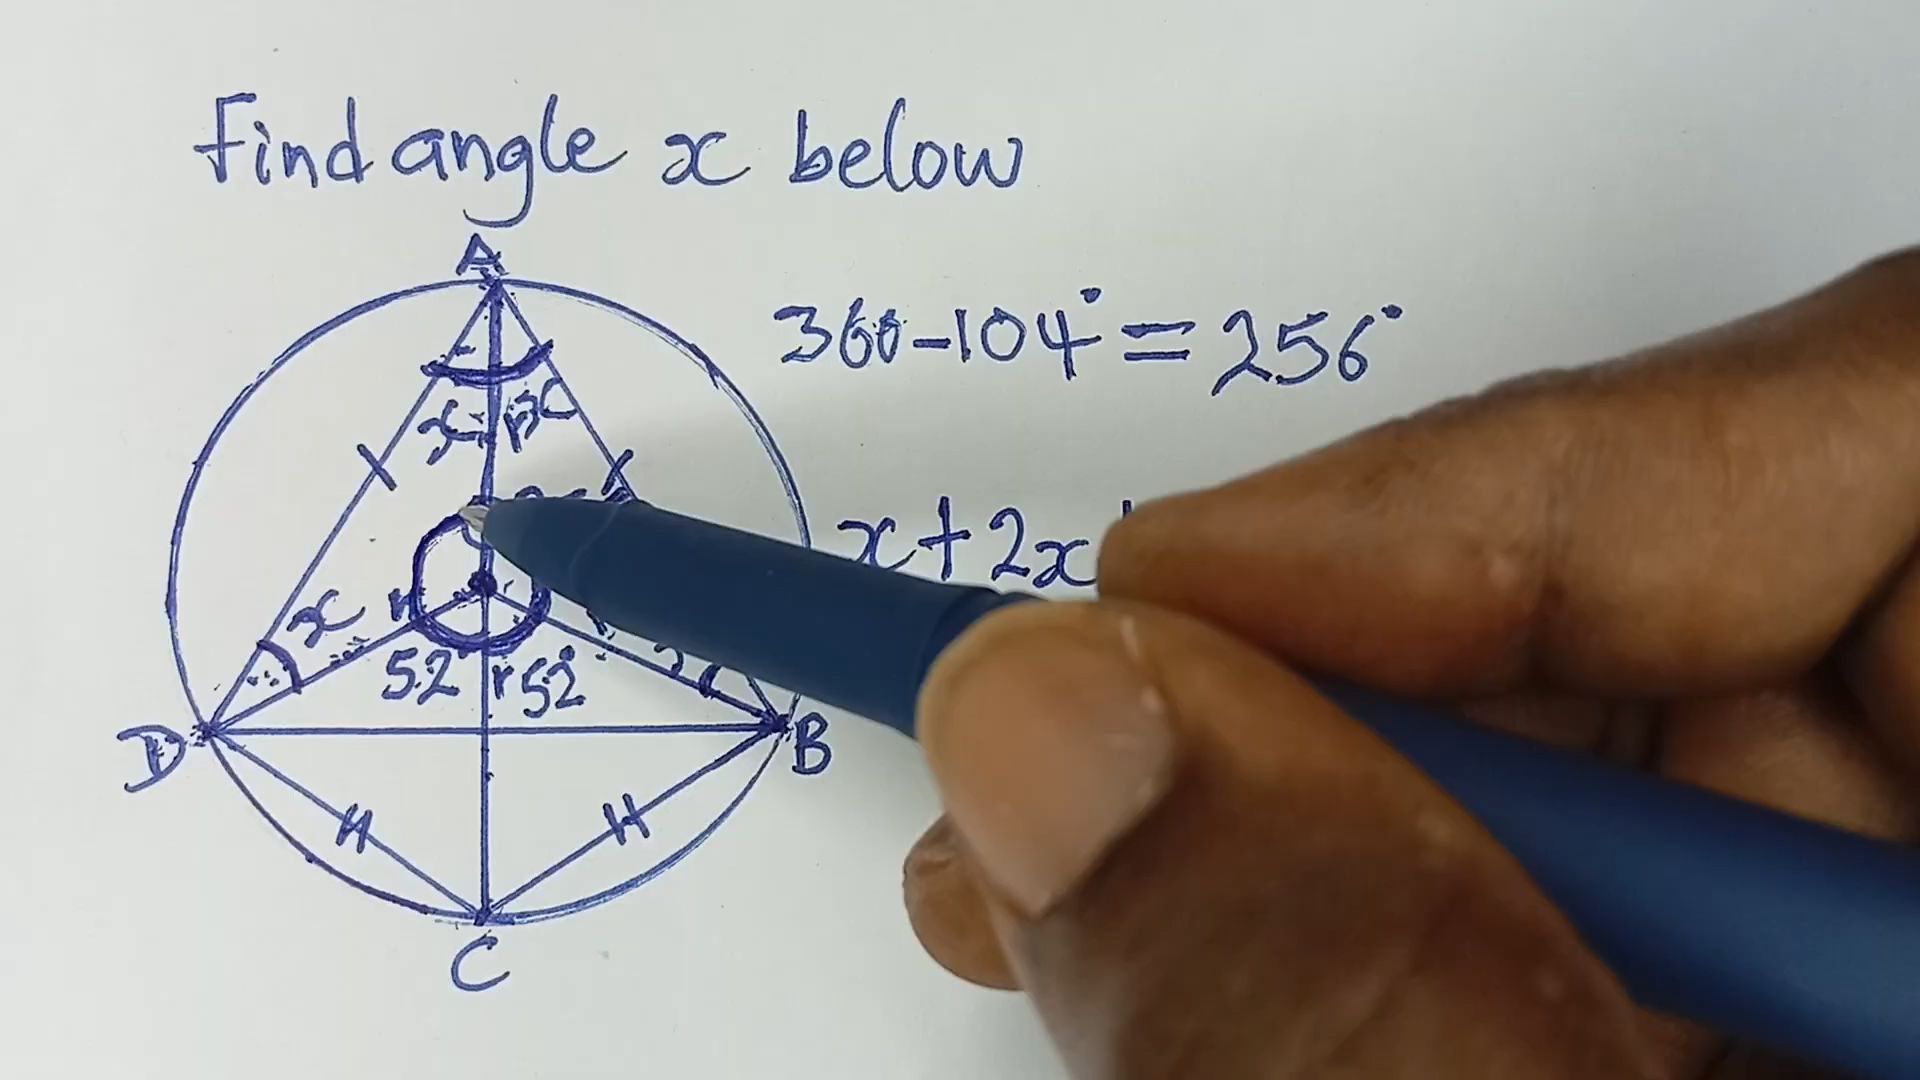 Find angle x below
A
360-104° = 256°
x x
x + 2x
x
52 r 52°
D B
C